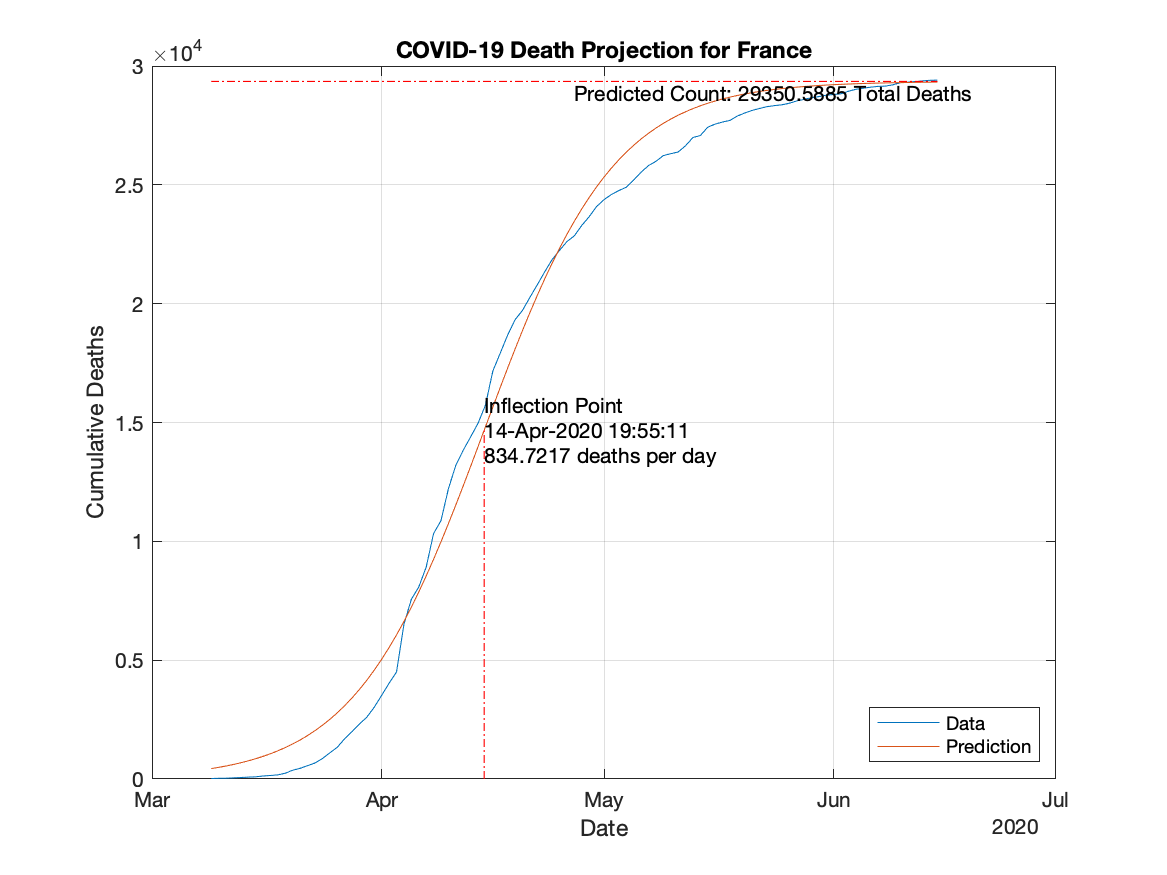 COVID-19 Death Projection for France
×10⁴
3
Predicted Count: 29350.5885 Total Deaths
2.5
2
Inflection Point
1.5
14-Apr-2020 19:55:11
834.7217 deaths per day
Cumulative Deaths
1
0.5
Data
Prediction
0
Mar Apr May Jun Jul
Date
2020